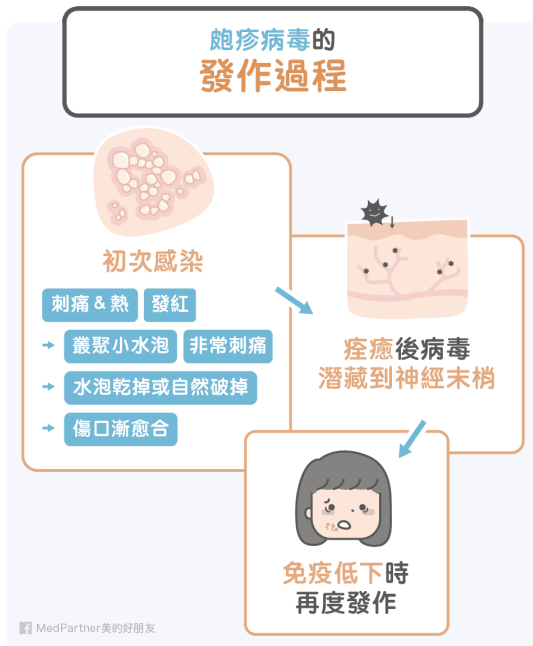 皰疹病毒的
發作過程
初次感染
刺痛 & 熱 發紅
叢聚小水泡 非常刺痛
水泡乾掉或自然破掉
傷口漸愈合
痊癒後病毒
潛藏到神經末梢
免疫低下時
再度發作
MedPartner美的好朋友